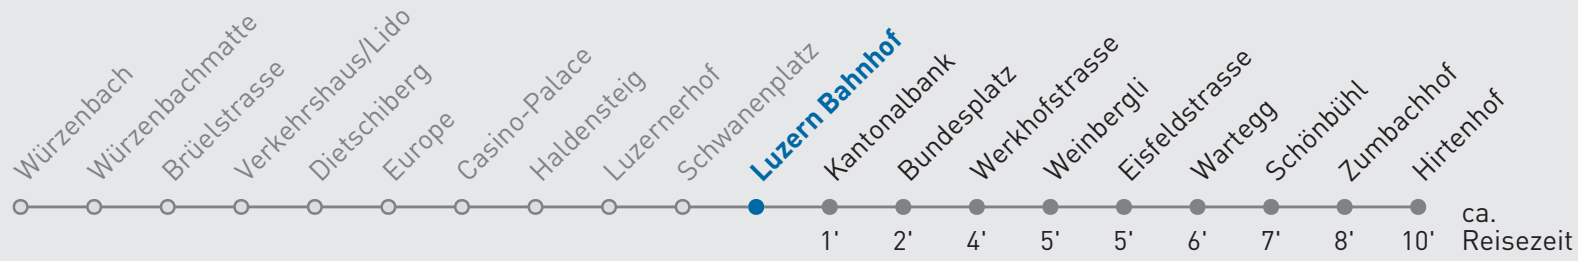 Würzenbach
Würzenbachmatte
Brüelstrasse
Verkehrshaus/Lido
Dietschiberg
Europe
Casino-Palace
Haldensteig
Luzernerhof
Schwanenplatz
Luzern Bahnhof
Kantonalbank
Bundesplatz
Werkhofstrasse
Weinbergli
Eisfeldstrasse
Wartegg
Schönbühl
Zumbachhof
Hirtenhof
1' 2' 4' 5' 5' 6' 7' 8' 10'
ca.
Reisezeit